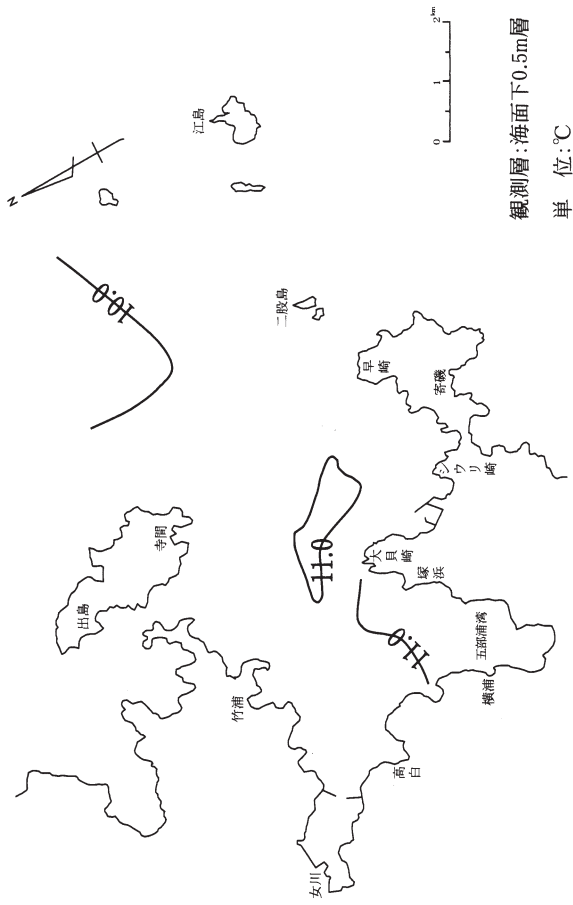 N
江島
10.0
二股島
早崎
寄磯
シウリ崎
大貝崎
塚浜
11.0
11.0
五部浦湾
横浦
寺間
出島
竹浦
高白
女川
0 1 2 km
観測層:海面下0.5m層
単 位:℃